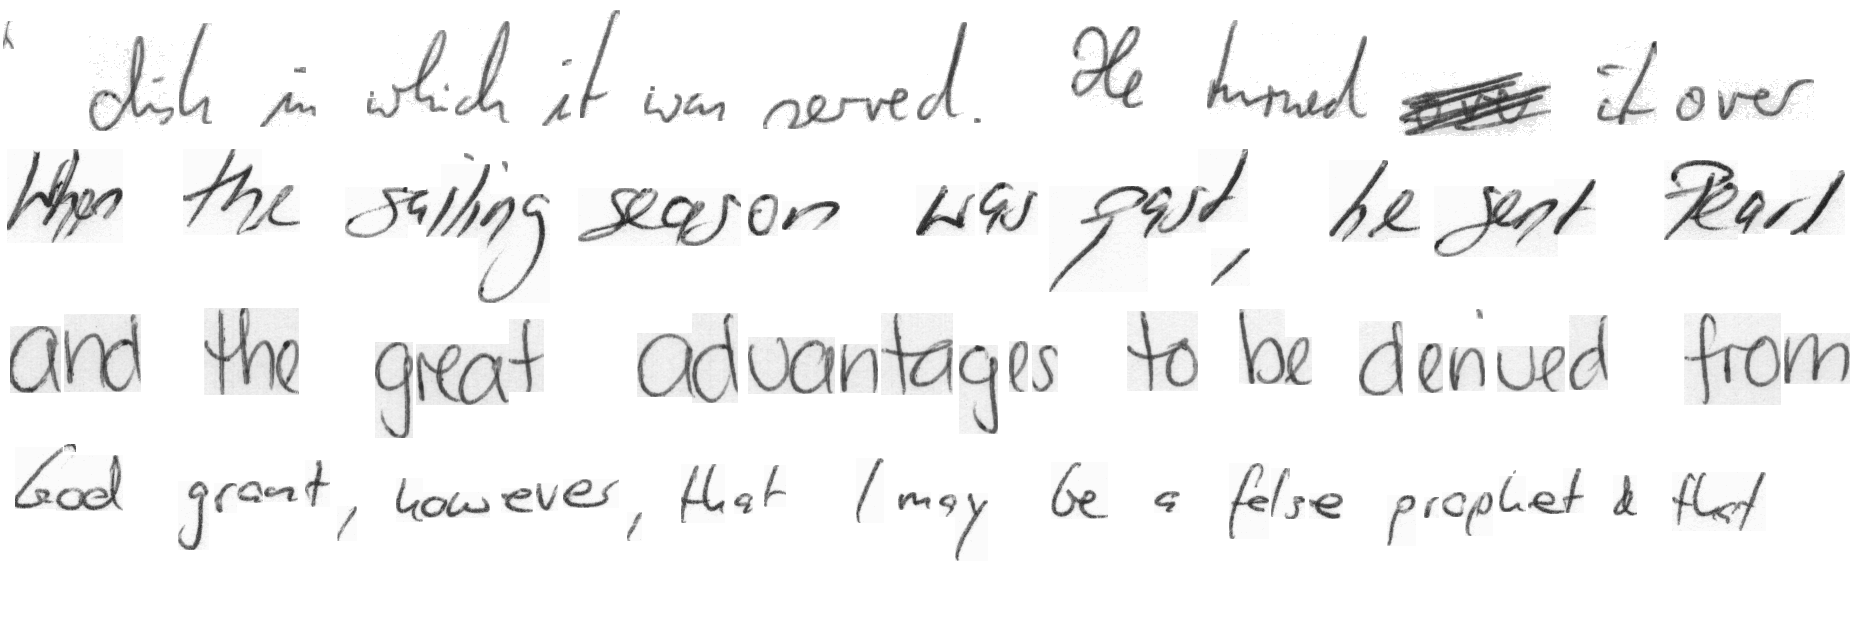 dish in which it was served. He turned it over
When the sailing season was past, he sent Pearl
and the great advantages to be derived from
God grant, however, that I may be a false prophet & that